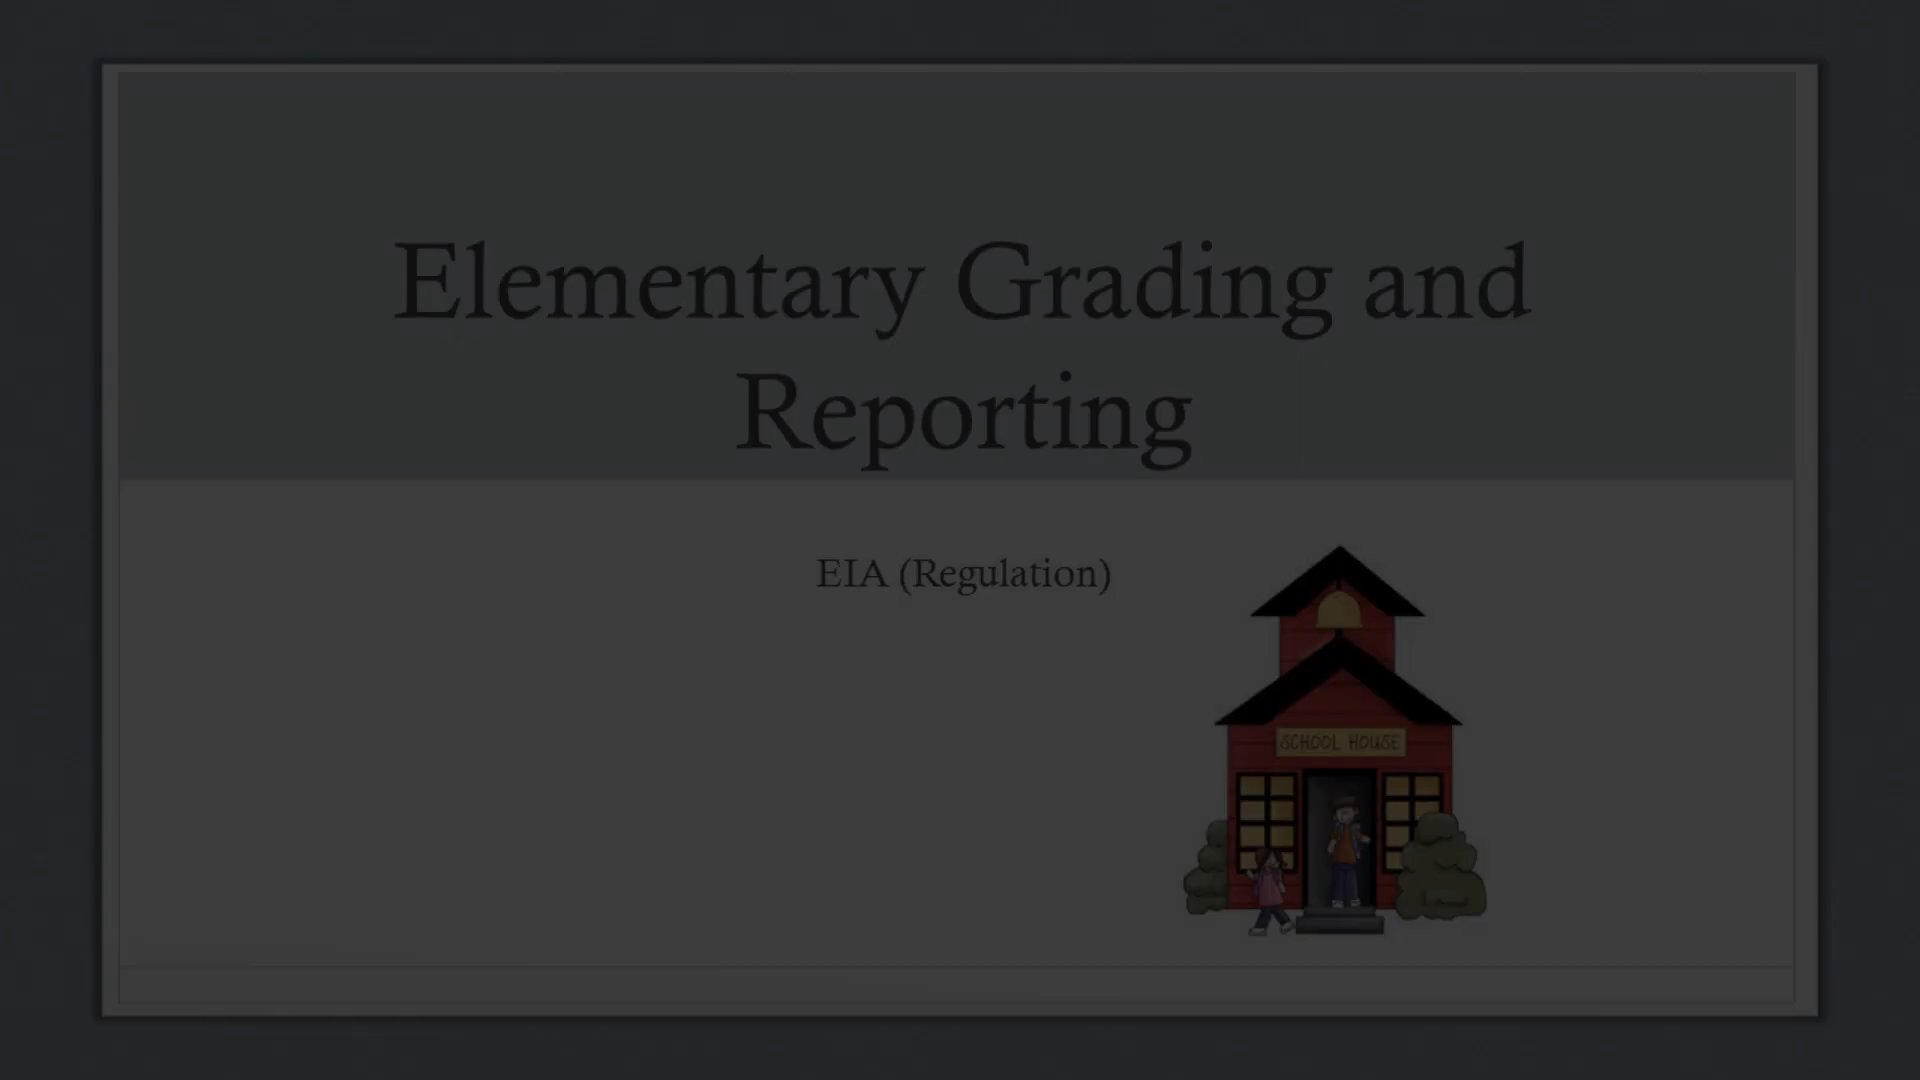 Elementary Grading and
Reporting
EIA (Regulation)
SCHOOL HOUSE